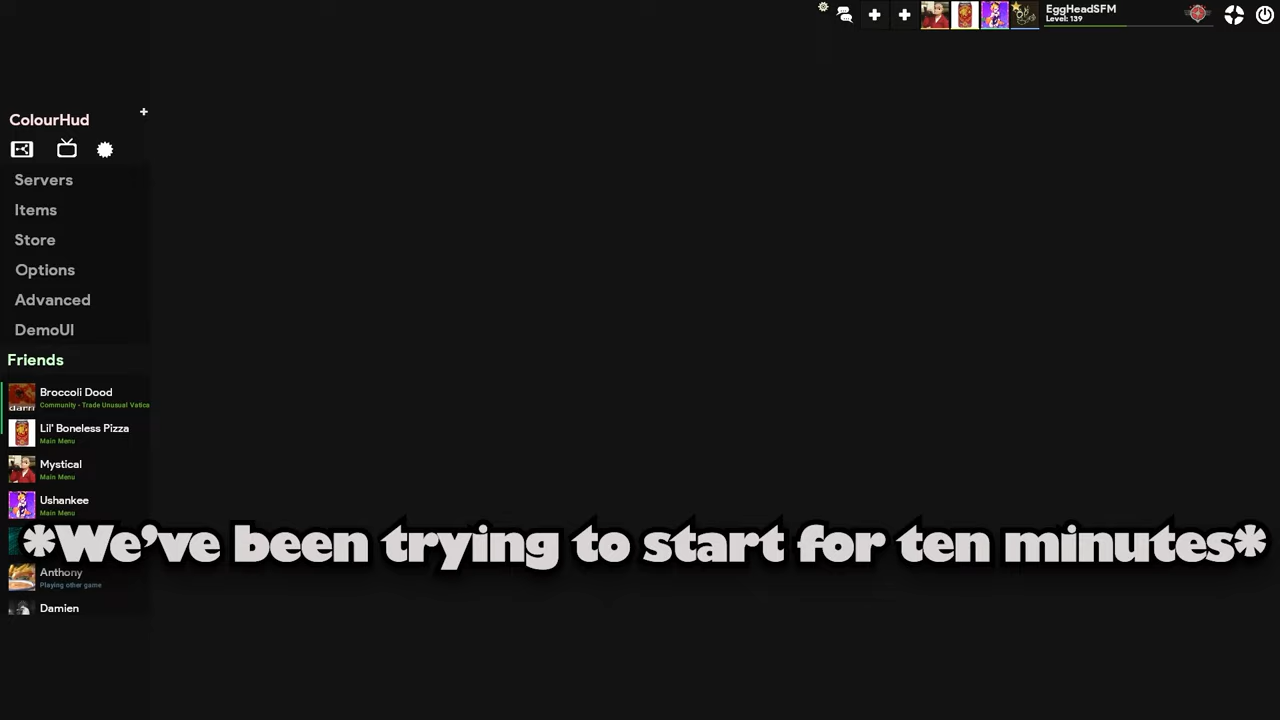 EggHeadSFM
Level: 139
ColourHud
Servers
Items
Store
Options
Advanced
DemoUI
Friends
Broccoli Dood
Community - Trade Unusual Vatica
Lil' Boneless Pizza
Main Menu
Mystical
Main Menu
Ushankee
Main Menu
*We've been trying to start for ten minutes*
Anthony
Playing other game
Damien